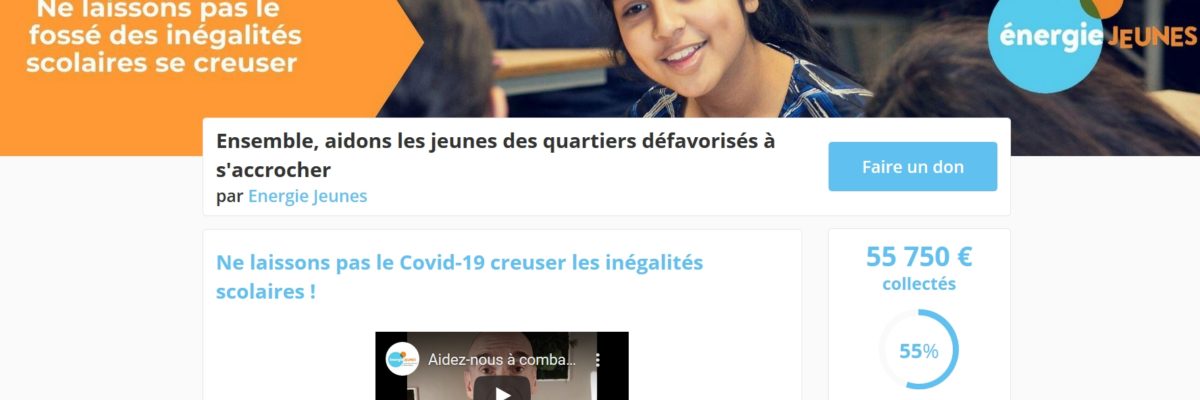 Ne laissons pas le
fossé des inégalités
scolaires se creuser
énergie JEUNES
Ensemble, aidons les jeunes des quartiers défavorisés à
s'accrocher
par Energie Jeunes
Faire un don
Ne laissons pas le Covid-19 creuser les inégalités
scolaires !
55 750 €
collectés
55%
énergie JEUNES
Aidez-nous à comba...